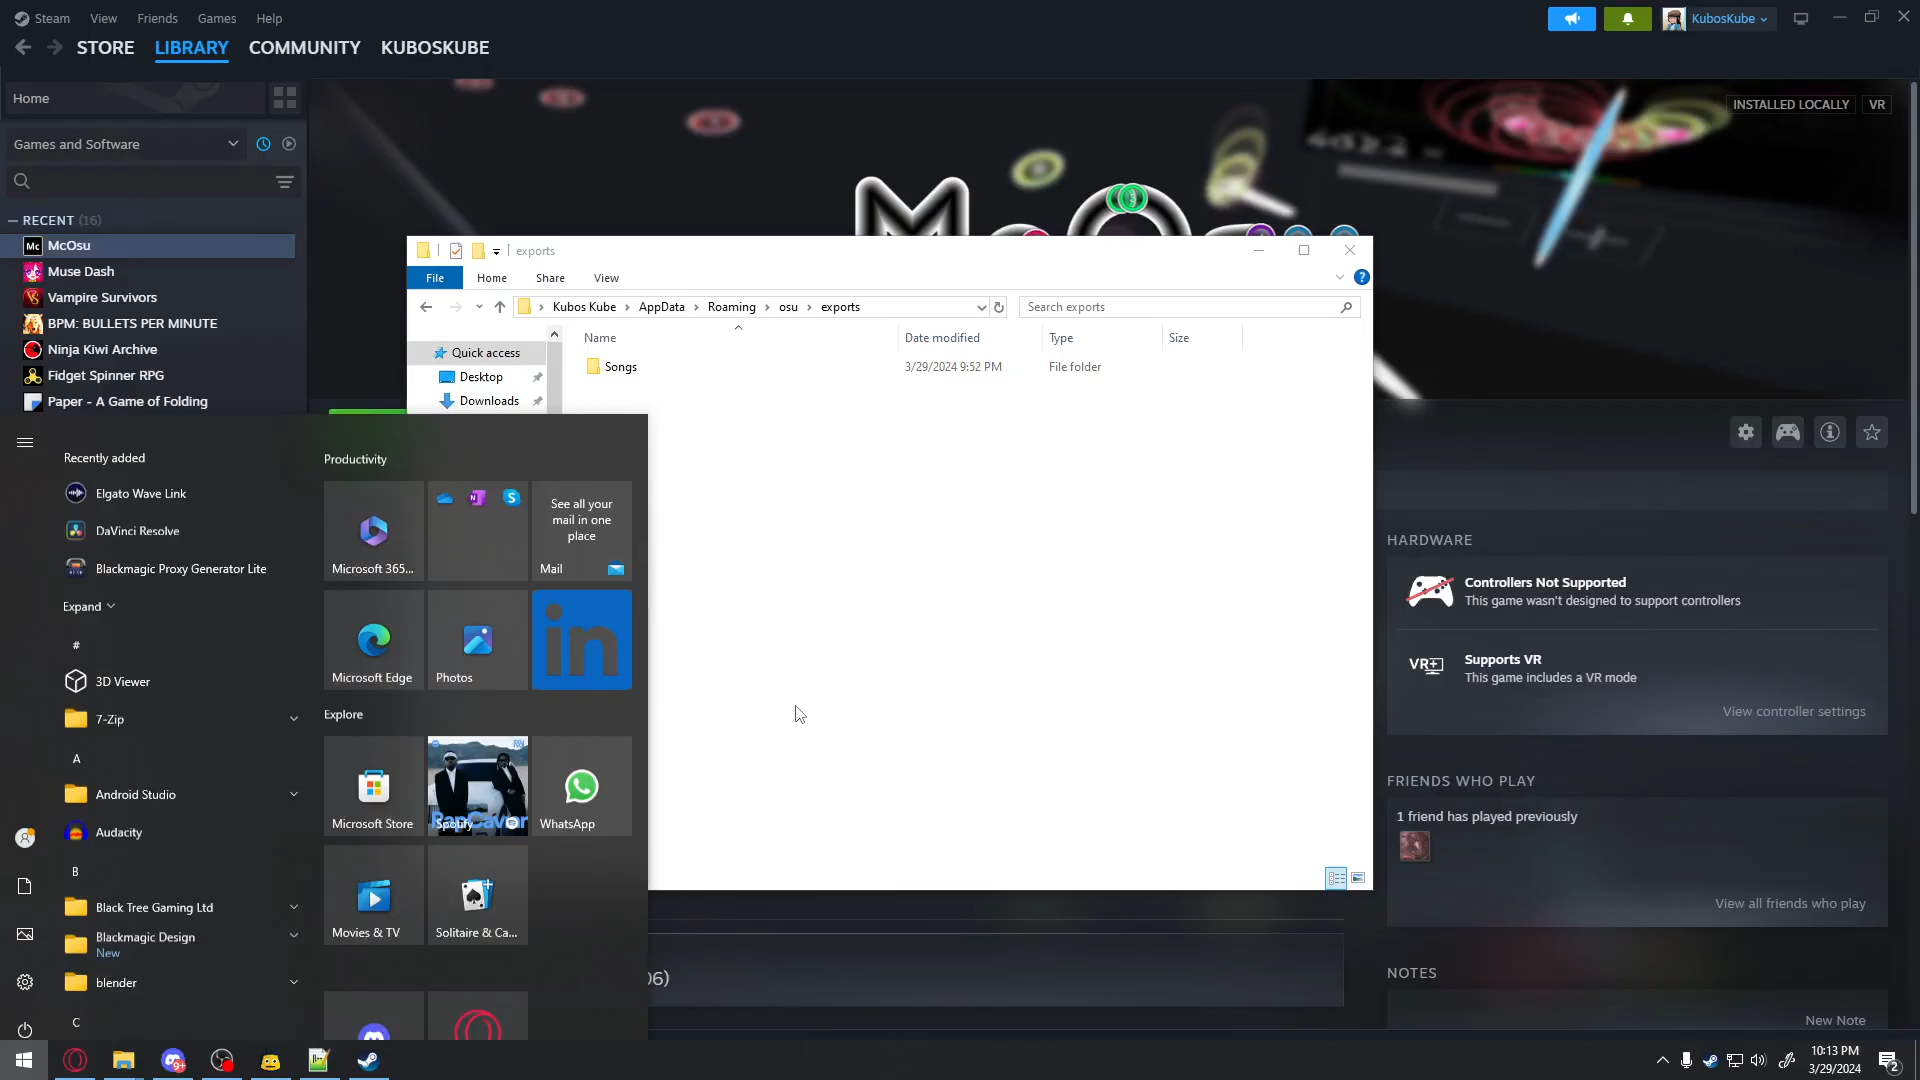 Steam View Friends Games Help KubosKube
STORE LIBRARY COMMUNITY KUBOSKUBE
Home
INSTALLED LOCALLY VR
Games and Software
RECENT (16)
Mc McOsu
Muse Dash
Vampire Survivors
BPM: BULLETS PER MINUTE
Ninja Kiwi Archive
Fidget Spinner RPG
Paper - A Game of Folding
exports
File Home Share View
Kubos Kube > AppData > Roaming > osu > exports Search exports
Name Date modified Type Size
Quick access
Songs 3/29/2024 9:52 PM File folder
Desktop
Downloads
Recently added
Elgato Wave Link
DaVinci Resolve
Blackmagic Proxy Generator Lite
Expand
#
3D Viewer
7-Zip
A
Android Studio
Audacity
B
Black Tree Gaming Ltd
Blackmagic Design
New
blender
C
Productivity
Microsoft 365...
See all your
mail in one
place
Mail
Microsoft Edge
Photos
in
Explore
Microsoft Store
Spotify
WhatsApp
Movies & TV
Solitaire & Ca...
06)
HARDWARE
Controllers Not Supported
This game wasn't designed to support controllers
VR
Supports VR
This game includes a VR mode
View controller settings
FRIENDS WHO PLAY
1 friend has played previously
View all friends who play
NOTES
New Note
9+
10:13 PM
3/29/2024
2